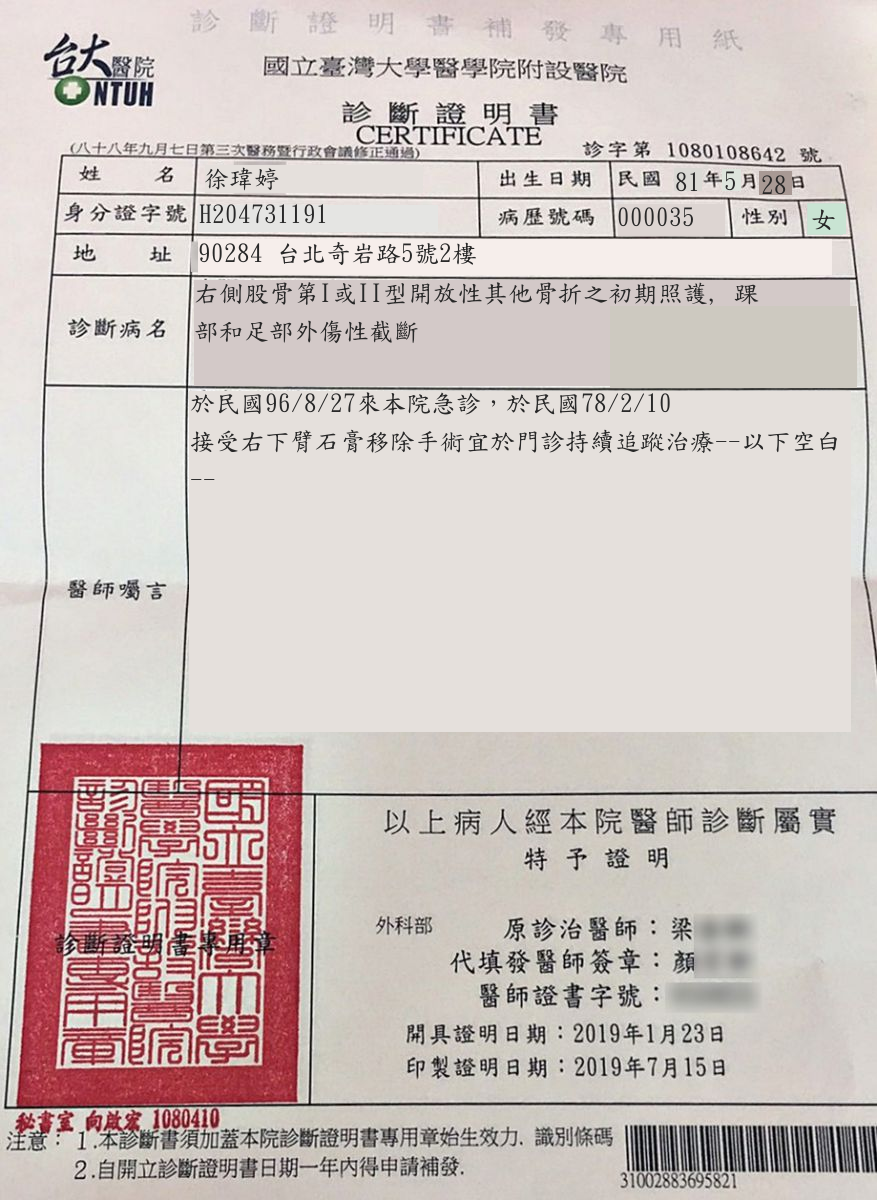 診斷證明書補發專用紙
台大醫院
NTUH
國立臺灣大學醫學院附設醫院
診斷證明書
CERTIFICATE
(八十八年九月七日第三次醫務暨行政會議修正通過)
診字第 1080108642 號
姓名 徐瑋婷 出生日期 民國 81年5月28日
身分證字號 H204731191 病歷號碼 000035 性別 女
地址 90284 台北奇岩路5號2樓
診斷病名 右側股骨第I或II型開放性其他骨折之初期照護, 踝
部和足部外傷性截斷
醫師囑言 於民國96/8/27來本院急診，於民國78/2/10
接受右下臂石膏移除手術宜於門診持續追蹤治療--以下空白
--
國立臺灣大學
醫學院附設醫院
診斷證明書專用章
診斷證明書專用章
以上病人經本院醫師診斷屬實
特予證明
外科部 原診治醫師：梁
代填發醫師簽章：顏
醫師證書字號：
開具證明日期：2019年1月23日
印製證明日期：2019年7月15日
秘書室 向啟宏 1080410
注意： 1.本診斷書須加蓋本院診斷證明書專用章始生效力. 識別條碼
2.自開立診斷證明書日期一年內得申請補發.
31002883695821